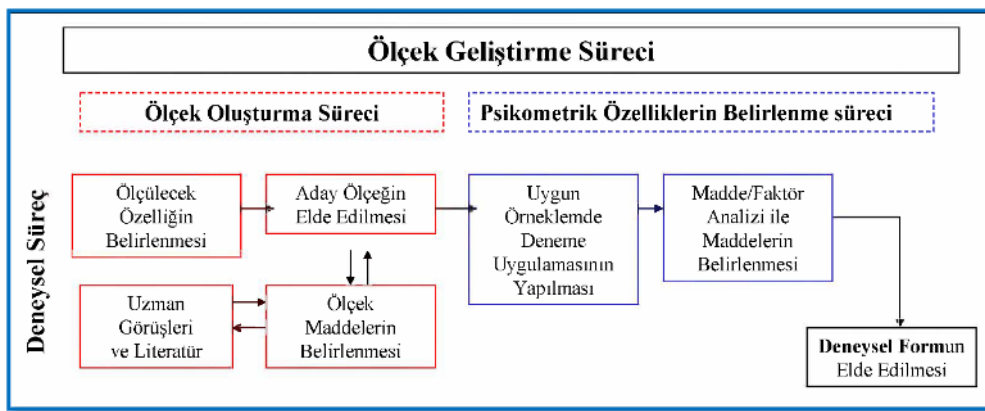 Ölçek Geliştirme Süreci
Ölçek Oluşturma Süreci
Psikometrik Özelliklerin Belirlenme süreci
Deneysel Süreç
Ölçülecek
Özelliğin
Belirlenmesi
Aday Ölçeğin
Elde Edilmesi
Uygun
Örneklemde
Deneme
Uygulamasının
Yapılması
Madde/Faktör
Analizi ile
Maddelerin
Belirlenmesi
Uzman
Görüşleri
ve Literatür
Ölçek
Maddelerin
Belirlenmesi
Deneysel Formun
Elde Edilmesi